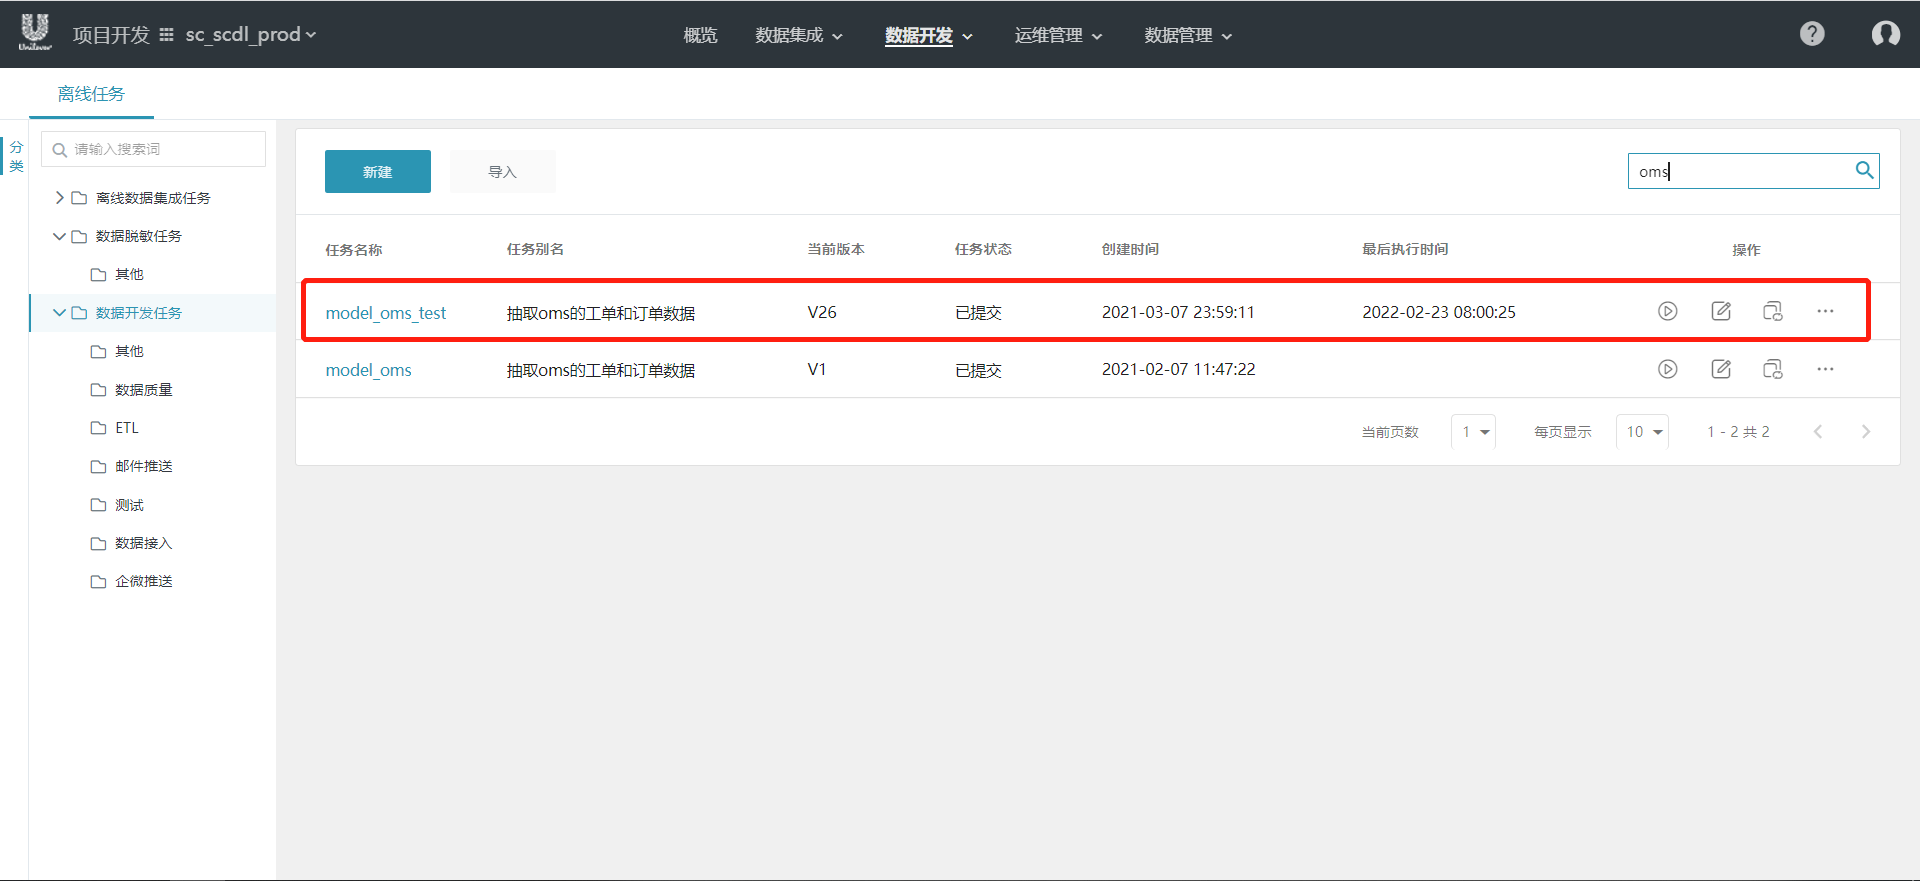 Unilever
项目开发 sc_scdl_prod 概览 数据集成 数据开发 运维管理 数据管理
离线任务
分类
请输入搜索词
离线数据集成任务
数据脱敏任务
其他
数据开发任务
其他
数据质量
ETL
邮件推送
测试
数据接入
企微推送
新建 导入 oms
任务名称 任务别名 当前版本 任务状态 创建时间 最后执行时间 操作
model_oms_test 抽取oms的工单和订单数据 V26 已提交 2021-03-07 23:59:11 2022-02-23 08:00:25
model_oms 抽取oms的工单和订单数据 V1 已提交 2021-02-07 11:47:22
当前页数 1 每页显示 10 1 - 2 共 2